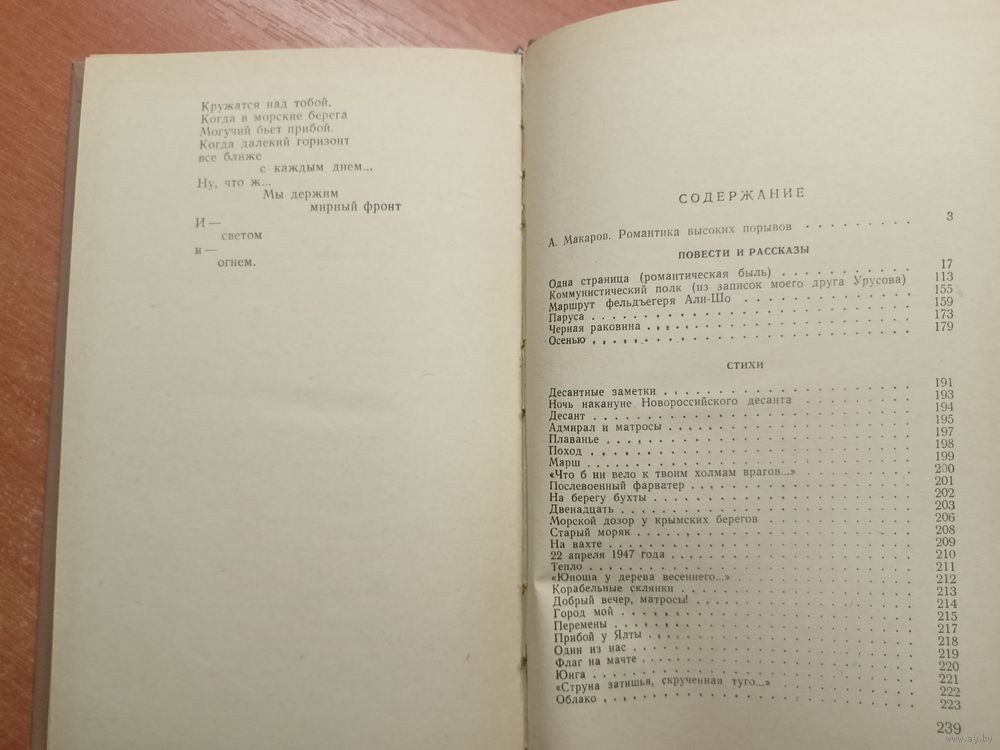 Кружатся над тобой.
Когда в морские берега
Могучий бьет прибой.
Когда далекий горизонт
все ближе
с каждым днем...
Ну, что ж...
Мы держим
мирный фронт
И —
светом
и —
огнем.
СОДЕРЖАНИЕ
А. Макаров. Романтика высоких порывов . . . . . . . . . 3
ПОВЕСТИ И РАССКАЗЫ
Одна страница (романтическая быль) . . . . . . . . . . 17
Коммунистический полк (из записок моего друга Урусова) 113
Маршрут фельдъегеря Али-Шо . . . . . . . . . . . . 155
Паруса . . . . . . . . . . . . . . . . . . . . . . 159
Черная раковина . . . . . . . . . . . . . . . . . . 173
Осенью . . . . . . . . . . . . . . . . . . . . . . 179
СТИХИ
Десантные заметки . . . . . . . . . . . . . . . . . 191
Ночь накануне Новороссийского десанта . . . . . . . . 193
Десант . . . . . . . . . . . . . . . . . . . . . . 194
Адмирал и матросы . . . . . . . . . . . . . . . . . 195
Плаванье . . . . . . . . . . . . . . . . . . . . . 197
Поход . . . . . . . . . . . . . . . . . . . . . . . 198
Марш . . . . . . . . . . . . . . . . . . . . . . . 199
«Что б ни вело к твоим холмам врагов...» . . . . . . . 200
Послевоенный фарватер . . . . . . . . . . . . . . . 201
На берегу бухты . . . . . . . . . . . . . . . . . . 202
Двенадцать . . . . . . . . . . . . . . . . . . . . 203
Морской дозор у крымских берегов . . . . . . . . . . 206
Старый моряк . . . . . . . . . . . . . . . . . . . 208
На вахте . . . . . . . . . . . . . . . . . . . . . 209
22 апреля 1947 года . . . . . . . . . . . . . . . . 210
Тепло . . . . . . . . . . . . . . . . . . . . . . . 211
«Юноша у дерева весеннего...» . . . . . . . . . . . . 212
Корабельные склянки . . . . . . . . . . . . . . . . 213
Добрый вечер, матросы! . . . . . . . . . . . . . . . 214
Город мой . . . . . . . . . . . . . . . . . . . . . 215
Перемены . . . . . . . . . . . . . . . . . . . . . 217
Прибой у Ялты . . . . . . . . . . . . . . . . . . . 218
Один из нас . . . . . . . . . . . . . . . . . . . . 219
Флаг на мачте . . . . . . . . . . . . . . . . . . . 220
Юнга . . . . . . . . . . . . . . . . . . . . . . . 221
«Струна затишья, скрученная туго...» . . . . . . . . . 222
Облако . . . . . . . . . . . . . . . . . . . . . . 223
239
www.ay.by